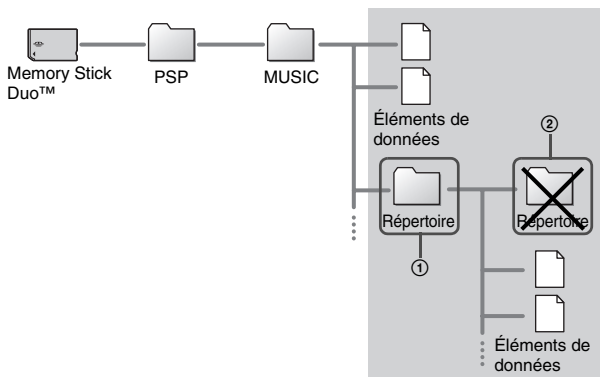 Memory Stick
Duo™
PSP
MUSIC
Éléments de
données
②
Répertoire
Répertoire
①
Éléments de
données